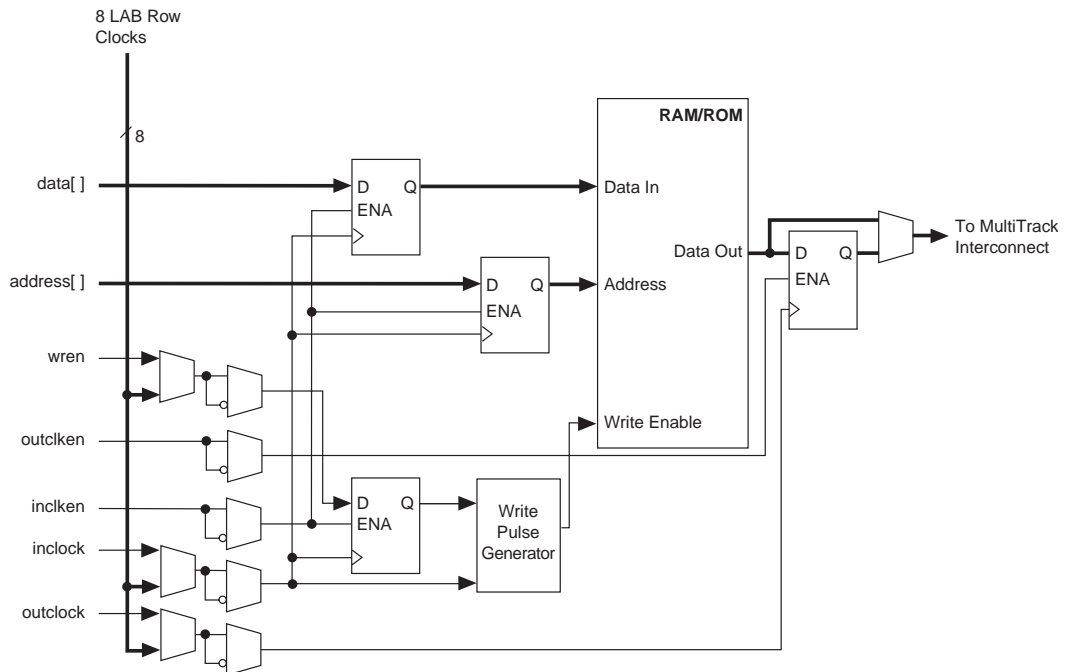 8 LAB Row
Clocks
8
RAM/ROM
data[ ]
D Q
ENA
Data In
To MultiTrack
Interconnect
Data Out
D Q
ENA
address[ ]
D Q
ENA
Address
wren
Write Enable
outclken
inclken
D Q
ENA
Write
Pulse
Generator
inclock
outclock